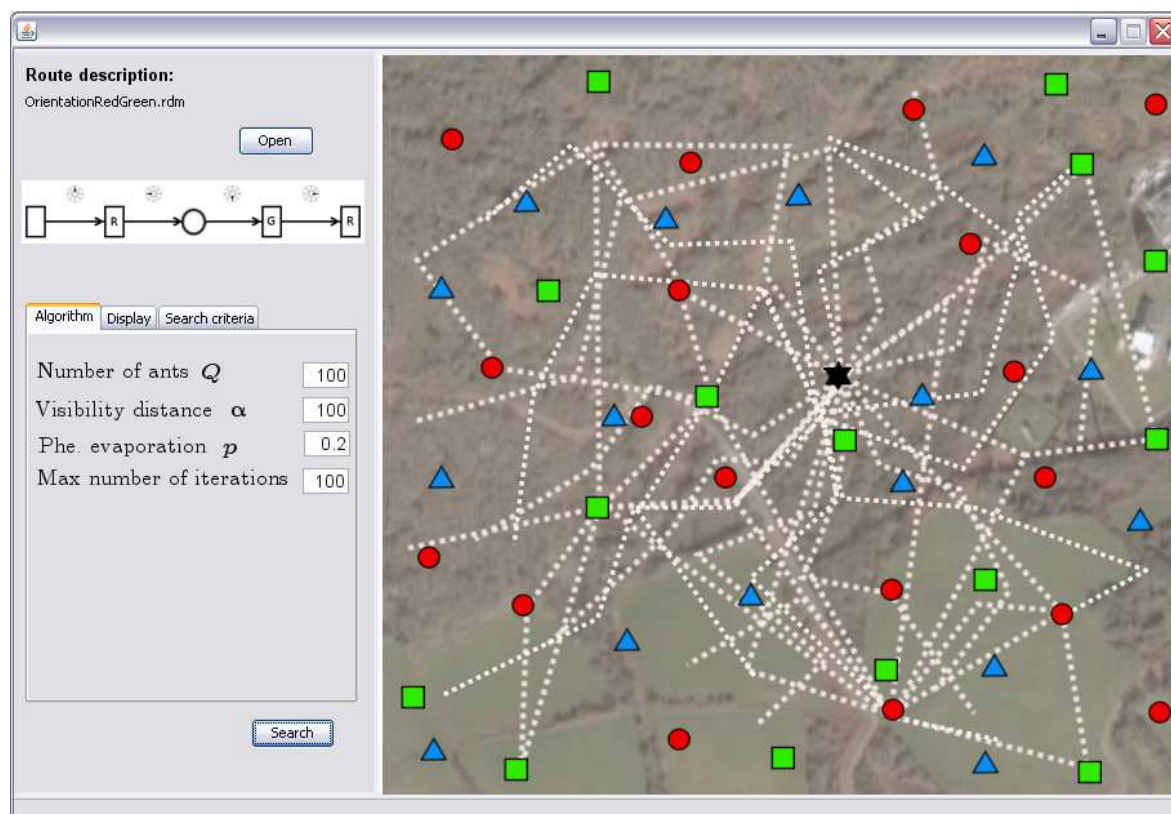 Route description:
OrientationRedGreen.rdm
Open
R
G
R
Algorithm Display Search criteria
Number of ants Q 100
Visibility distance α 100
Phe. evaporation p 0.2
Max number of iterations 100
Search